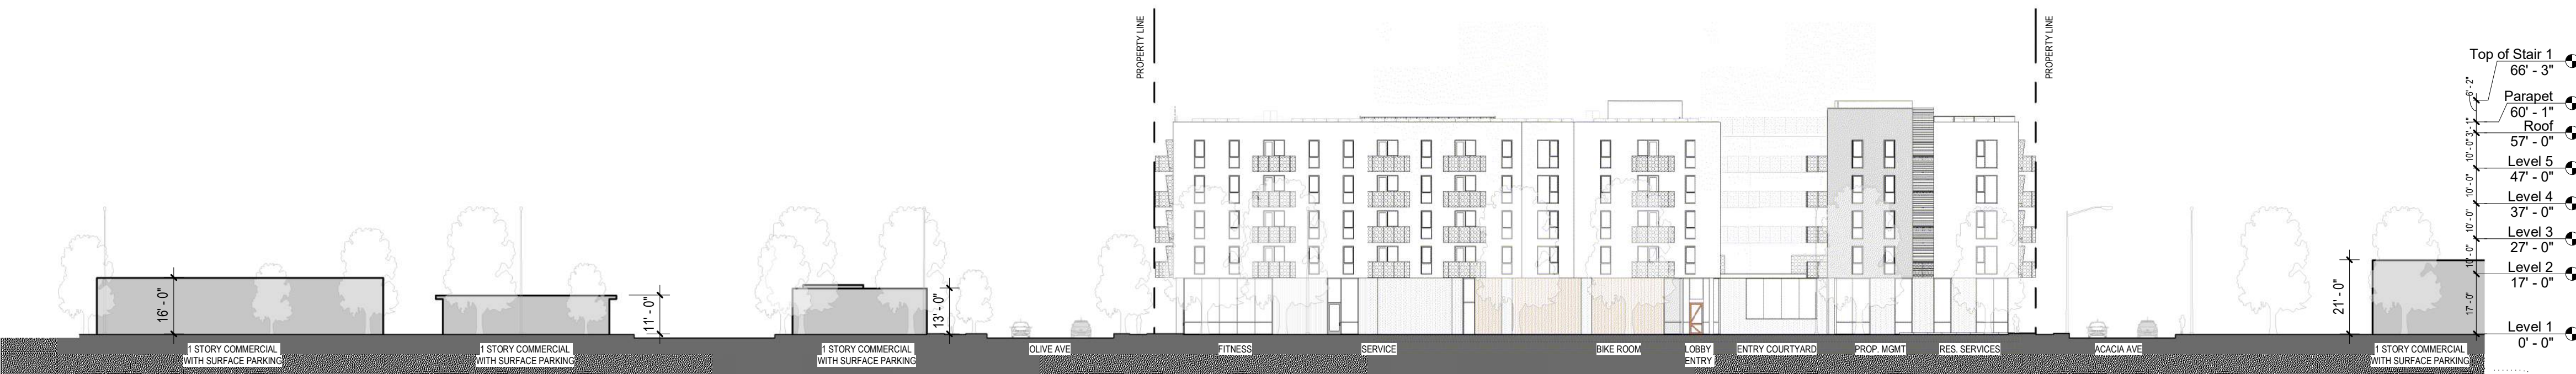 PROPERTY LINE
PROPERTY LINE
Top of Stair 1
66' - 3"
6' - 2"
Parapet
60' - 1"
3' - 1"
Roof
57' - 0"
10' - 0"
Level 5
47' - 0"
10' - 0"
Level 4
37' - 0"
10' - 0"
Level 3
27' - 0"
10' - 0"
Level 2
17' - 0"
17' - 0"
Level 1
0' - 0"
16' - 0"
11' - 0"
13' - 0"
21' - 0"
1 STORY COMMERCIAL
WITH SURFACE PARKING
1 STORY COMMERCIAL
WITH SURFACE PARKING
1 STORY COMMERCIAL
WITH SURFACE PARKING
OLIVE AVE
FITNESS
SERVICE
BIKE ROOM
LOBBY
ENTRY
ENTRY COURTYARD
PROP. MGMT
RES. SERVICES
ACACIA AVE
1 STORY COMMERCIAL
WITH SURFACE PARKING